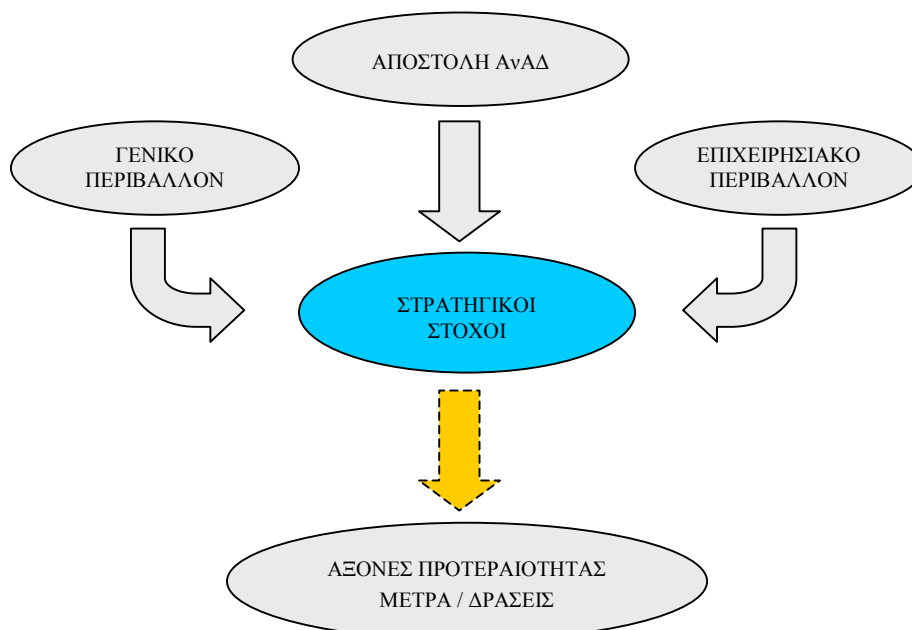 ΑΠΟΣΤΟΛΗ ΑνΑΔ
ΓΕΝΙΚΟ
ΠΕΡΙΒΑΛΛΟΝ
ΕΠΙΧΕΙΡΗΣΙΑΚΟ
ΠΕΡΙΒΑΛΛΟΝ
ΣΤΡΑΤΗΓΙΚΟΙ
ΣΤΟΧΟΙ
ΑΞΟΝΕΣ ΠΡΟΤΕΡΑΙΟΤΗΤΑΣ
ΜΕΤΡΑ / ΔΡΑΣΕΙΣ